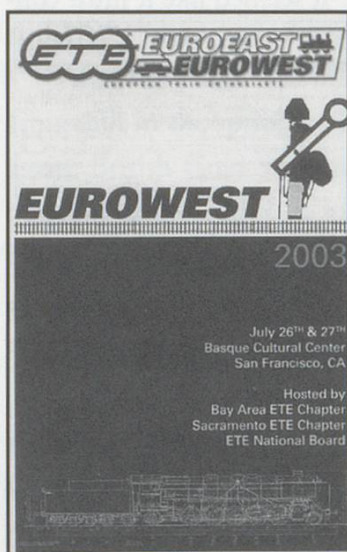 ETE EUROEAST
EUROWEST
EUROPEAN TRAIN ENTHUSIASTS
EUROWEST
2003
July 26TH & 27TH
Basque Cultural Center
San Francisco, CA
Hosted by
Bay Area ETE Chapter
Sacramento ETE Chapter
ETE National Board